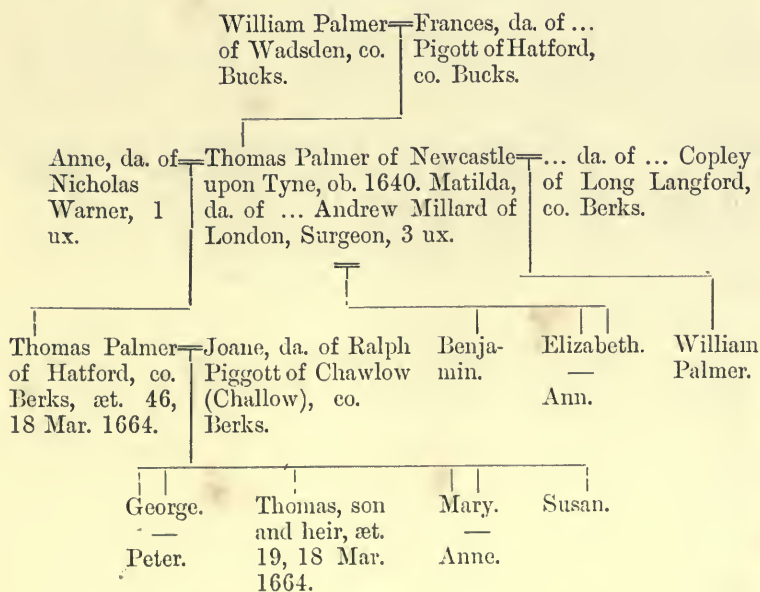 William Palmer
of Wadsden, co.
Bucks.
Frances, da. of ...
Pigott of Hatford,
co. Bucks.
Anne, da. of
Nicholas
Warner, 1
ux.
Thomas Palmer of Newcastle
upon Tyne, ob. 1640. Matilda,
da. of ... Andrew Millard of
London, Surgeon, 3 ux.
... da. of ... Copley
of Long Langford,
co. Berks.
Thomas Palmer
of Hatford, co.
Berks, æt. 46,
18 Mar. 1664.
Joane, da. of Ralph
Piggott of Chawlow
(Challow), co.
Berks.
Benja-
min.
Elizabeth.
—
Ann.
William
Palmer.
George.
—
Peter.
Thomas, son
and heir, æt.
19, 18 Mar.
1664.
Mary.
—
Anne.
Susan.